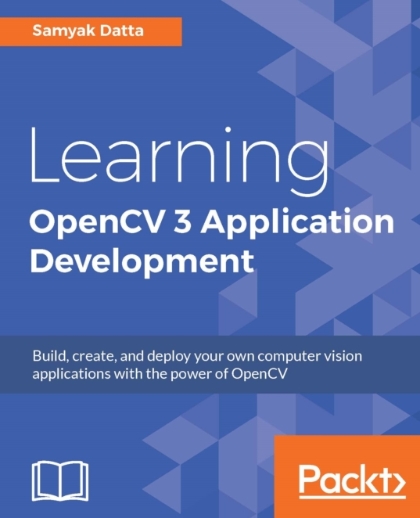 Samyak Datta
Learning
OpenCV 3 Application
Development
Build, create, and deploy your own computer vision
applications with the power of OpenCV
Packt>